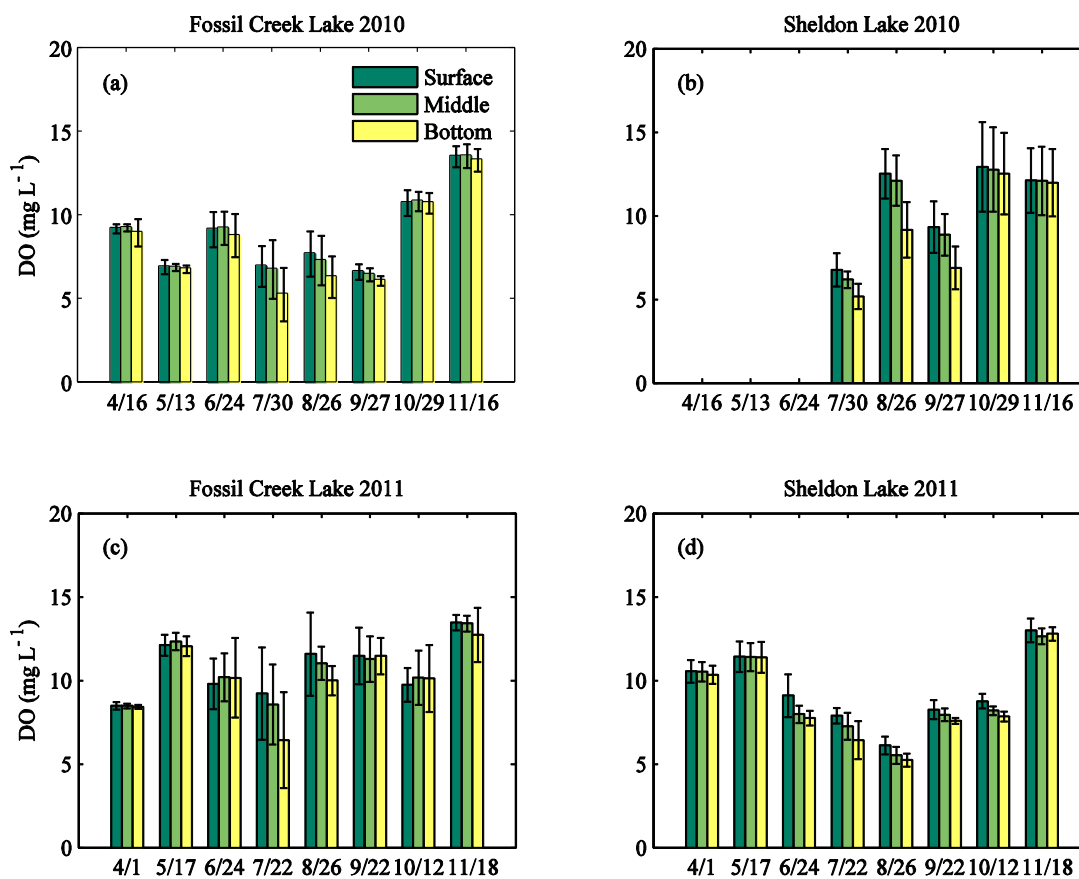 Fossil Creek Lake 2010
20
15
10
5
0
DO (mg L⁻¹)
(a)
Surface
Middle
Bottom
4/16 5/13 6/24 7/30 8/26 9/27 10/29 11/16
Sheldon Lake 2010
20
15
10
5
0
(b)
4/16 5/13 6/24 7/30 8/26 9/27 10/29 11/16
Fossil Creek Lake 2011
20
15
10
5
0
DO (mg L⁻¹)
(c)
4/1 5/17 6/24 7/22 8/26 9/22 10/12 11/18
Sheldon Lake 2011
20
15
10
5
0
(d)
4/1 5/17 6/24 7/22 8/26 9/22 10/12 11/18